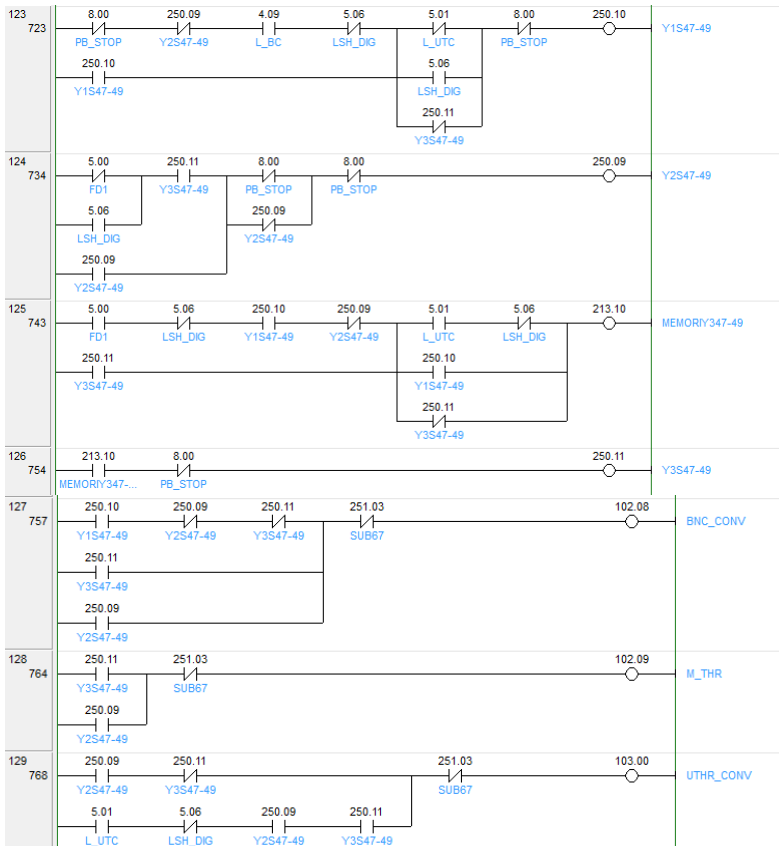 123 8.00 250.09 4.09 5.06 5.01 8.00 250.10
723 Y1S47-49
PB_STOP Y2S47-49 L_BC LSH_DIG L_UTC PB_STOP
250.10 5.06
Y1S47-49 LSH_DIG
250.11
Y3S47-49
124 5.00 250.11 8.00 8.00 250.09
734 Y2S47-49
FD1 Y3S47-49 PB_STOP PB_STOP
5.06 250.09
LSH_DIG Y2S47-49
250.09
Y2S47-49
125 5.00 5.06 250.10 250.09 5.01 5.06 213.10
743 MEMORIY347-49
FD1 LSH_DIG Y1S47-49 Y2S47-49 L_UTC LSH_DIG
250.11 250.10
Y3S47-49 Y1S47-49
250.11
Y3S47-49
126 213.10 8.00 250.11
754 Y3S47-49
MEMORIY347-... PB_STOP
127 250.10 250.09 250.11 251.03 102.08
757 BNC_CONV
Y1S47-49 Y2S47-49 Y3S47-49 SUB67
250.11
Y3S47-49
250.09
Y2S47-49
128 250.11 251.03 102.09
764 M_THR
Y3S47-49 SUB67
250.09
Y2S47-49
129 250.09 250.11 251.03 103.00
768 UTHR_CONV
Y2S47-49 Y3S47-49 SUB67
5.01 5.06 250.09 250.11
L_UTC LSH_DIG Y2S47-49 Y3S47-49